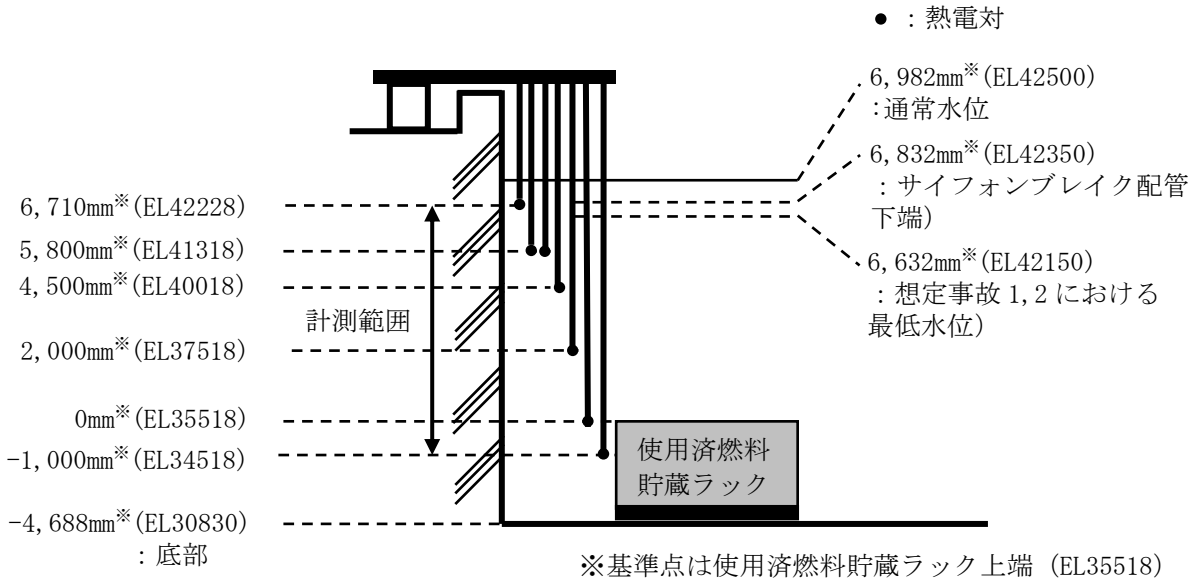 ● : 熱電対
6,982mm※(EL42500)
:通常水位
6,832mm※(EL42350)
: サイフォンブレイク配管
下端)
6,632mm※(EL42150)
: 想定事故 1,2 における
最低水位)
6,710mm※(EL42228)
5,800mm※(EL41318)
4,500mm※(EL40018)
計測範囲
2,000mm※(EL37518)
0mm※(EL35518)
-1,000mm※(EL34518)
使用済燃料
貯蔵ラック
-4,688mm※(EL30830)
: 底部
※基準点は使用済燃料貯蔵ラック上端 (EL35518)